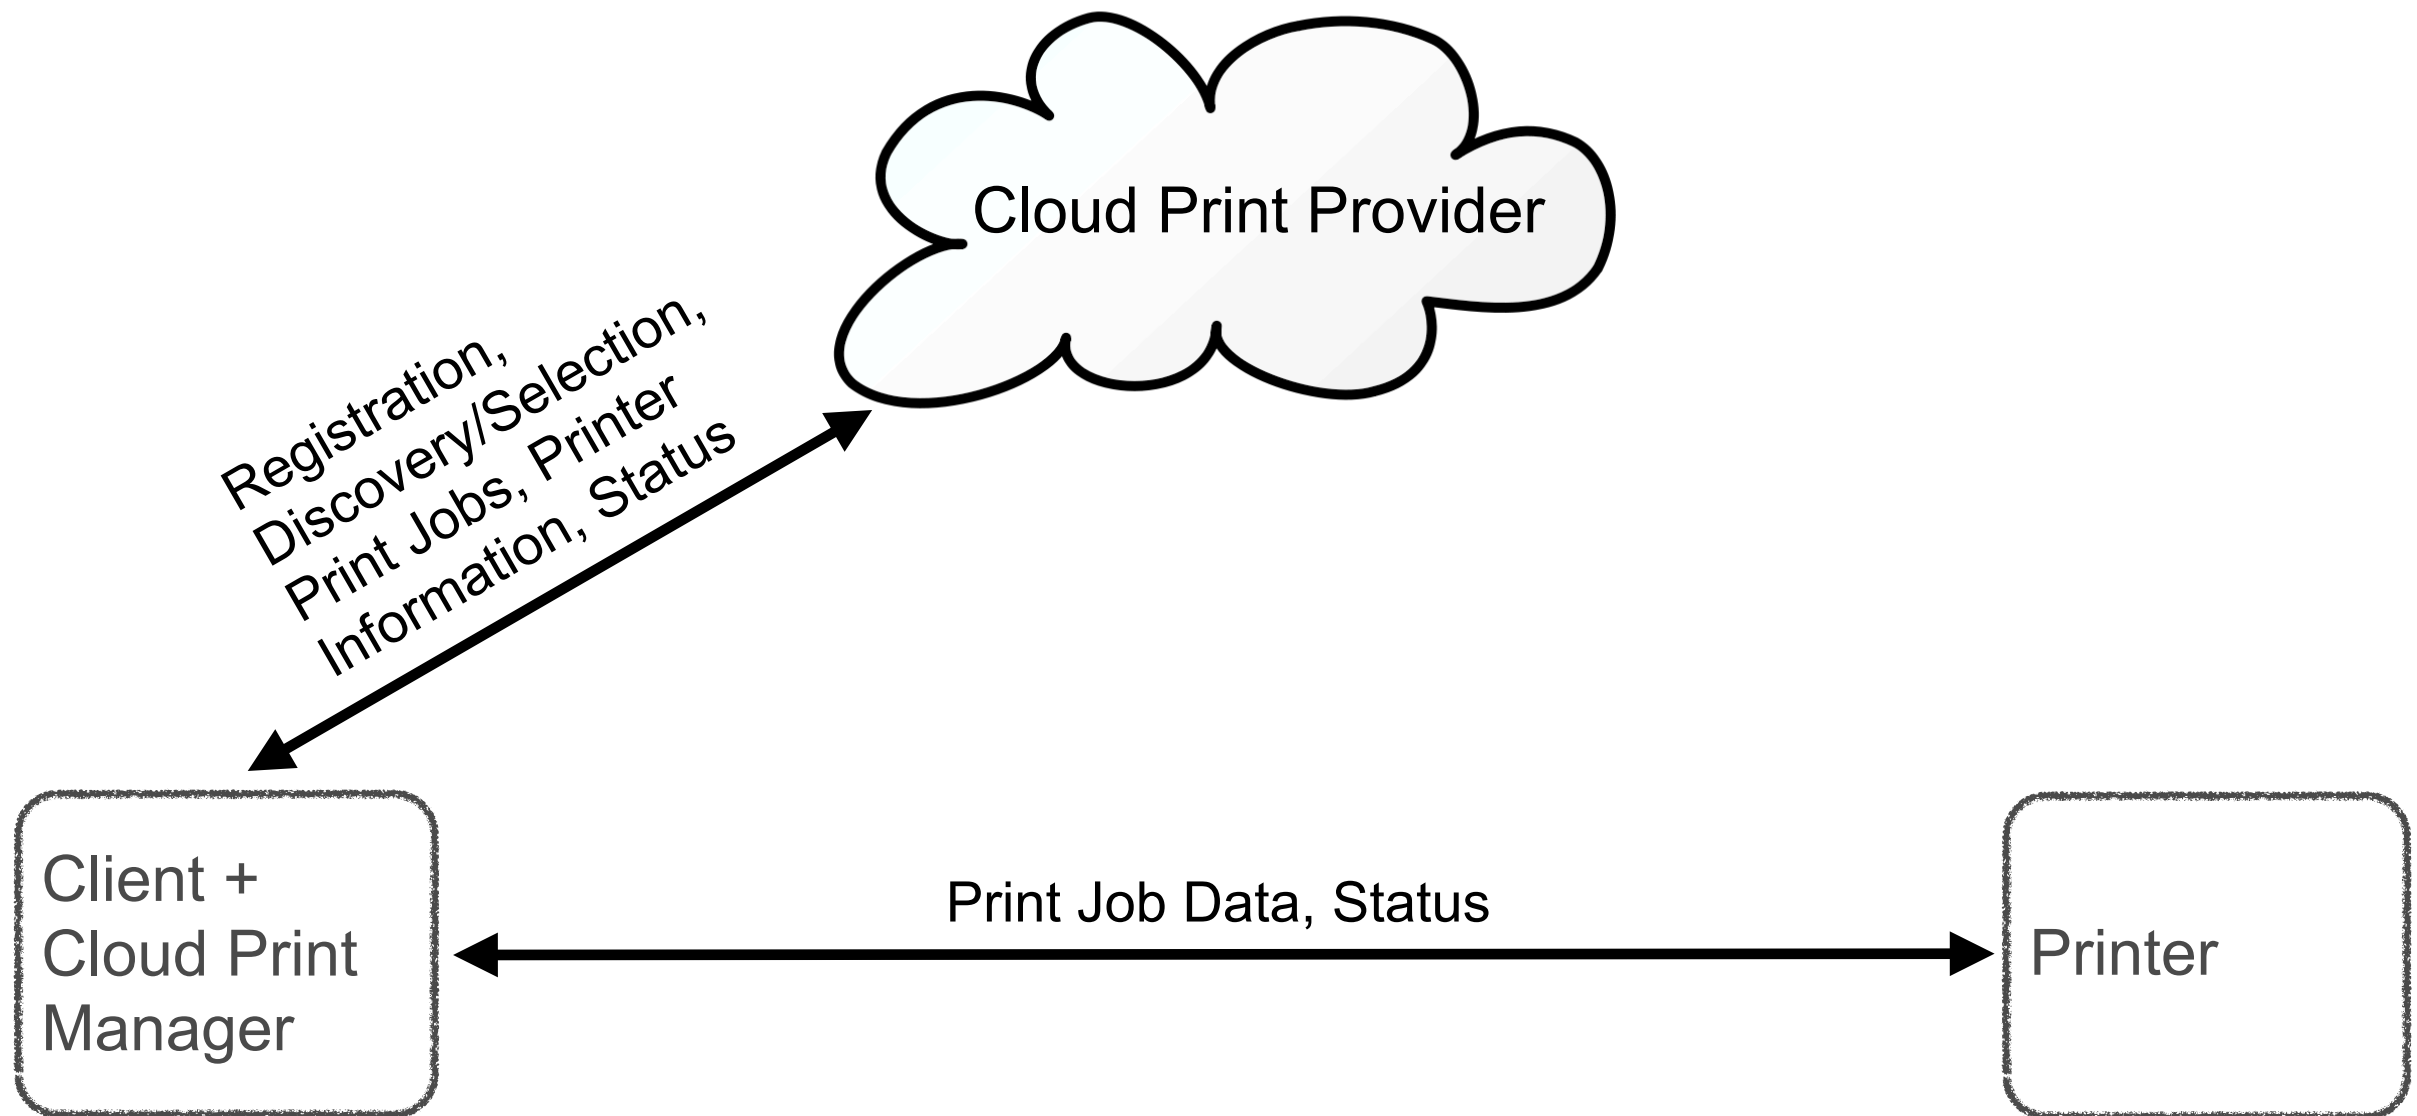 Cloud Print Provider
Registration,
Discovery/Selection,
Print Jobs, Printer
Information, Status
Client +
Cloud Print
Manager
Print Job Data, Status
Printer